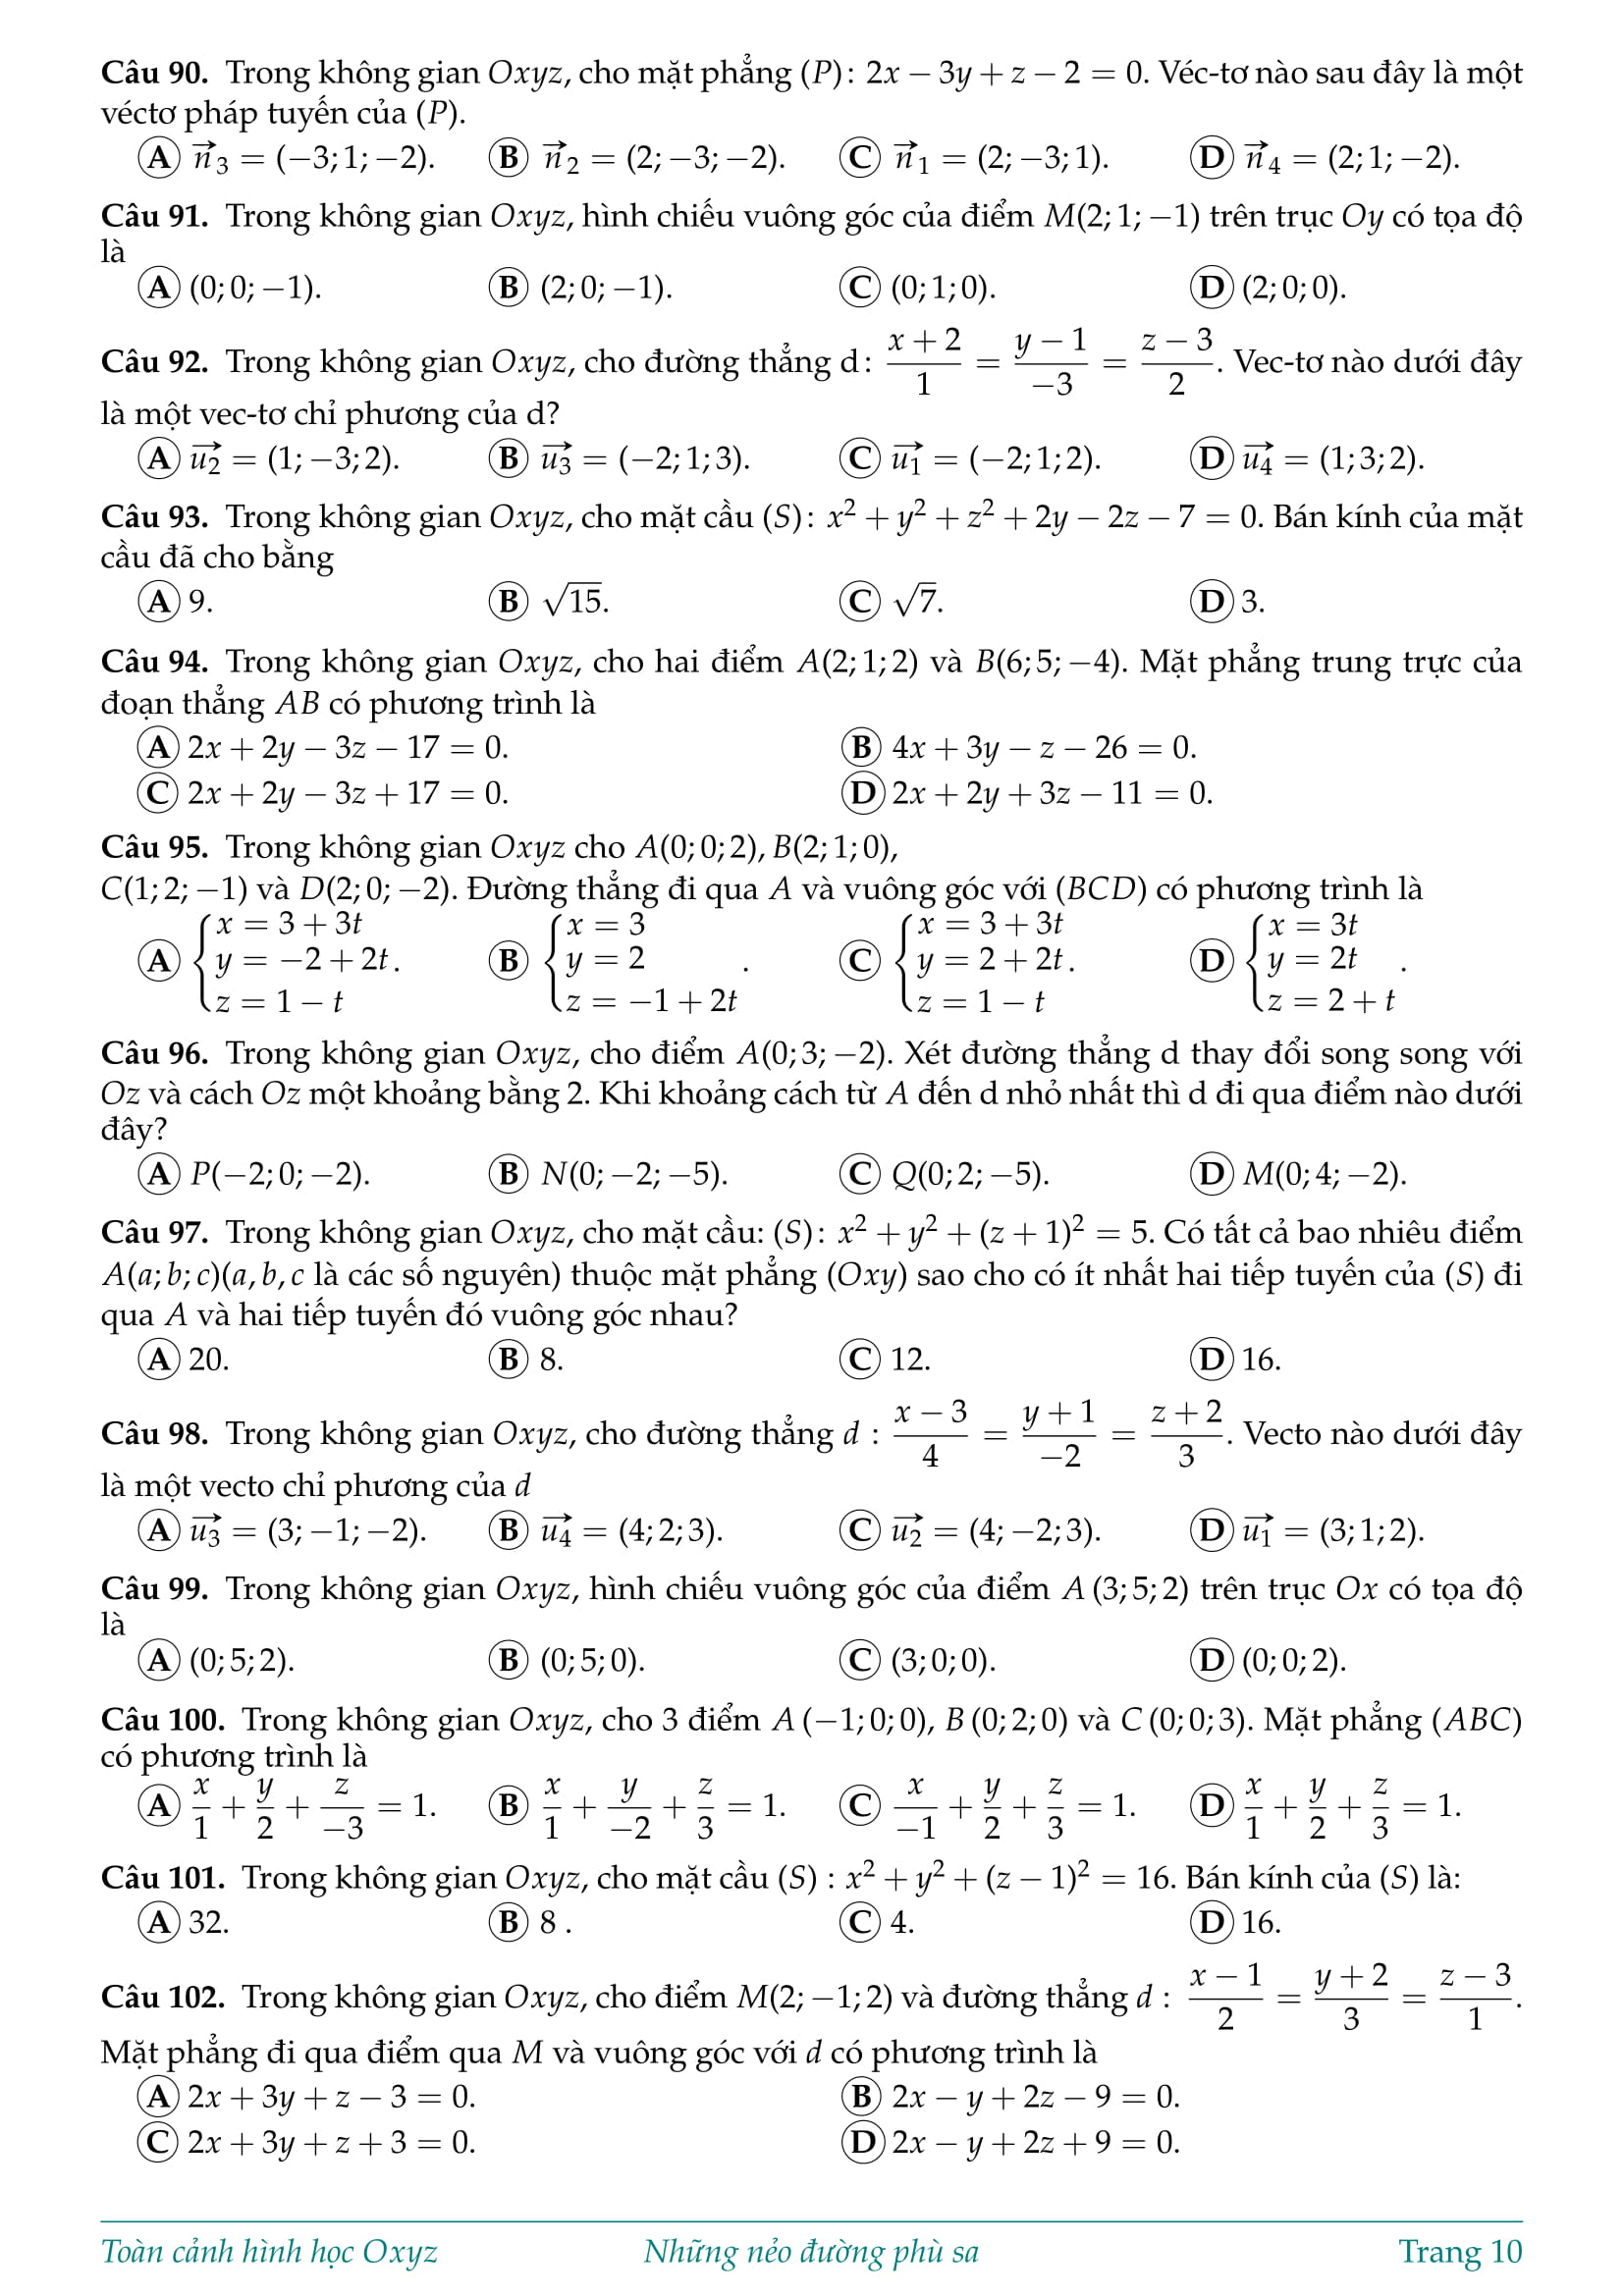 Câu 90. Trong không gian Oxyz, cho mặt phẳng (P): 2x − 3y + z − 2 = 0. Véc-tơ nào sau đây là một
véctơ pháp tuyến của (P).
A n⃗₃ = (−3; 1; −2). B n⃗₂ = (2; −3; −2). C n⃗₁ = (2; −3; 1). D n⃗₄ = (2; 1; −2).
Câu 91. Trong không gian Oxyz, hình chiếu vuông góc của điểm M(2; 1; −1) trên trục Oy có tọa độ
là
A (0; 0; −1). B (2; 0; −1). C (0; 1; 0). D (2; 0; 0).
Câu 92. Trong không gian Oxyz, cho đường thẳng d: (x + 2)/1 = (y − 1)/−3 = (z − 3)/2. Vec-tơ nào dưới đây
là một vec-tơ chỉ phương của d?
A u₂⃗ = (1; −3; 2). B u₃⃗ = (−2; 1; 3). C u₁⃗ = (−2; 1; 2). D u₄⃗ = (1; 3; 2).
Câu 93. Trong không gian Oxyz, cho mặt cầu (S): x² + y² + z² + 2y − 2z − 7 = 0. Bán kính của mặt
cầu đã cho bằng
A 9. B √15. C √7. D 3.
Câu 94. Trong không gian Oxyz, cho hai điểm A(2; 1; 2) và B(6; 5; −4). Mặt phẳng trung trực của
đoạn thẳng AB có phương trình là
A 2x + 2y − 3z − 17 = 0. B 4x + 3y − z − 26 = 0.
C 2x + 2y − 3z + 17 = 0. D 2x + 2y + 3z − 11 = 0.
Câu 95. Trong không gian Oxyz cho A(0; 0; 2), B(2; 1; 0),
C(1; 2; −1) và D(2; 0; −2). Đường thẳng đi qua A và vuông góc với (BCD) có phương trình là
A { x = 3 + 3t B { x = 3 C { x = 3 + 3t D { x = 3t
y = −2 + 2t. y = 2 . y = 2 + 2t. y = 2t .
z = 1 − t z = −1 + 2t z = 1 − t z = 2 + t
Câu 96. Trong không gian Oxyz, cho điểm A(0; 3; −2). Xét đường thẳng d thay đổi song song với
Oz và cách Oz một khoảng bằng 2. Khi khoảng cách từ A đến d nhỏ nhất thì d đi qua điểm nào dưới
đây?
A P(−2; 0; −2). B N(0; −2; −5). C Q(0; 2; −5). D M(0; 4; −2).
Câu 97. Trong không gian Oxyz, cho mặt cầu: (S): x² + y² + (z + 1)² = 5. Có tất cả bao nhiêu điểm
A(a; b; c)(a, b, c là các số nguyên) thuộc mặt phẳng (Oxy) sao cho có ít nhất hai tiếp tuyến của (S) đi
qua A và hai tiếp tuyến đó vuông góc nhau?
A 20. B 8. C 12. D 16.
Câu 98. Trong không gian Oxyz, cho đường thẳng d : (x − 3)/4 = (y + 1)/−2 = (z + 2)/3. Vecto nào dưới đây
là một vecto chỉ phương của d
A u₃⃗ = (3; −1; −2). B u₄⃗ = (4; 2; 3). C u₂⃗ = (4; −2; 3). D u₁⃗ = (3; 1; 2).
Câu 99. Trong không gian Oxyz, hình chiếu vuông góc của điểm A (3; 5; 2) trên trục Ox có tọa độ
là
A (0; 5; 2). B (0; 5; 0). C (3; 0; 0). D (0; 0; 2).
Câu 100. Trong không gian Oxyz, cho 3 điểm A (−1; 0; 0), B (0; 2; 0) và C (0; 0; 3). Mặt phẳng (ABC)
có phương trình là
A x/1 + y/2 + z/−3 = 1. B x/1 + y/−2 + z/3 = 1. C x/−1 + y/2 + z/3 = 1. D x/1 + y/2 + z/3 = 1.
Câu 101. Trong không gian Oxyz, cho mặt cầu (S) : x² + y² + (z − 1)² = 16. Bán kính của (S) là:
A 32. B 8 . C 4. D 16.
Câu 102. Trong không gian Oxyz, cho điểm M(2; −1; 2) và đường thẳng d : (x − 1)/2 = (y + 2)/3 = (z − 3)/1.
Mặt phẳng đi qua điểm qua M và vuông góc với d có phương trình là
A 2x + 3y + z − 3 = 0. B 2x − y + 2z − 9 = 0.
C 2x + 3y + z + 3 = 0. D 2x − y + 2z + 9 = 0.
Toàn cảnh hình học Oxyz Những nẻo đường phù sa Trang 10